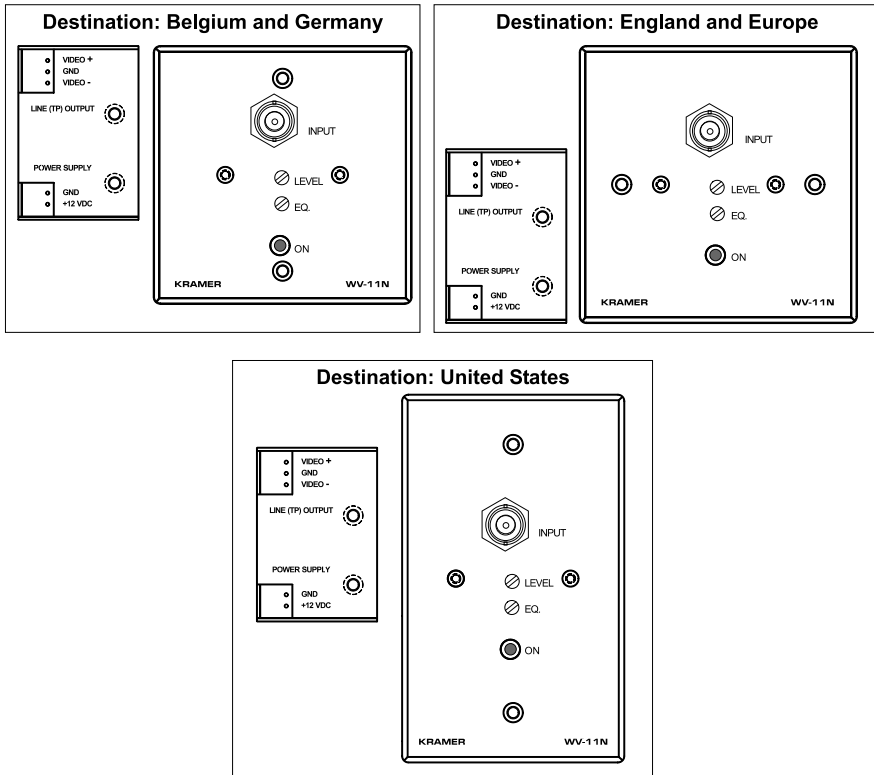 Destination: Belgium and Germany
VIDEO +
GND
VIDEO -
LINE (TP) OUTPUT
POWER SUPPLY
GND
+12 VDC
INPUT
LEVEL
EQ.
ON
KRAMER WV-11N
Destination: England and Europe
VIDEO +
GND
VIDEO -
LINE (TP) OUTPUT
POWER SUPPLY
GND
+12 VDC
INPUT
LEVEL
EQ.
ON
KRAMER WV-11N
Destination: United States
VIDEO +
GND
VIDEO -
LINE (TP) OUTPUT
POWER SUPPLY
GND
+12 VDC
INPUT
LEVEL
EQ.
ON
KRAMER WV-11N